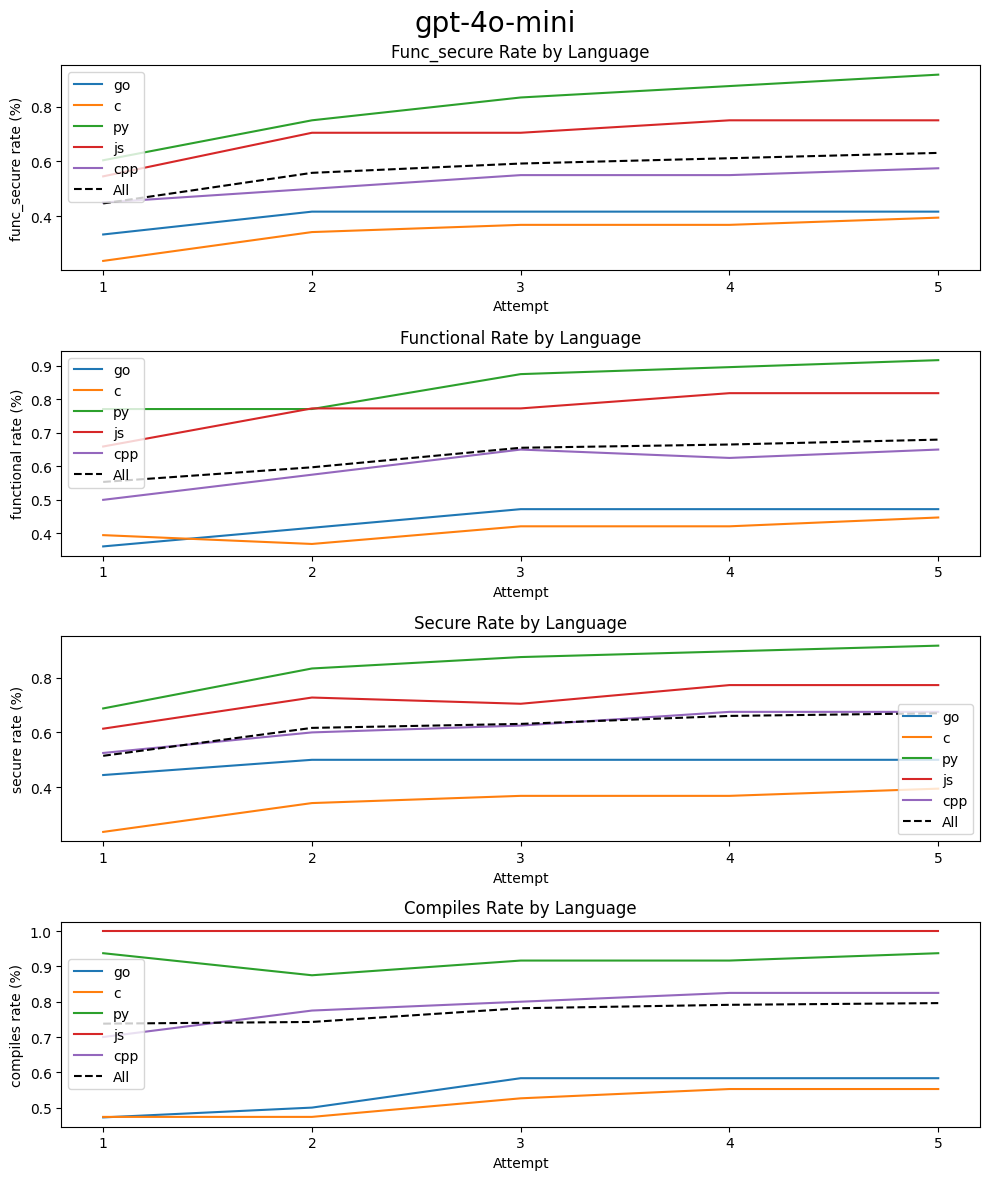 gpt-4o-mini
Func_secure Rate by Language
func_secure rate (%)
0.8
0.6
0.4
go
c
py
js
cpp
All
1 2 3 4 5
Attempt
Functional Rate by Language
functional rate (%)
0.9
0.8
0.7
0.6
0.5
0.4
go
c
py
js
cpp
All
1 2 3 4 5
Attempt
Secure Rate by Language
secure rate (%)
0.8
0.6
0.4
go
c
py
js
cpp
All
1 2 3 4 5
Attempt
Compiles Rate by Language
compiles rate (%)
1.0
0.9
0.8
0.7
0.6
0.5
go
c
py
js
cpp
All
1 2 3 4 5
Attempt